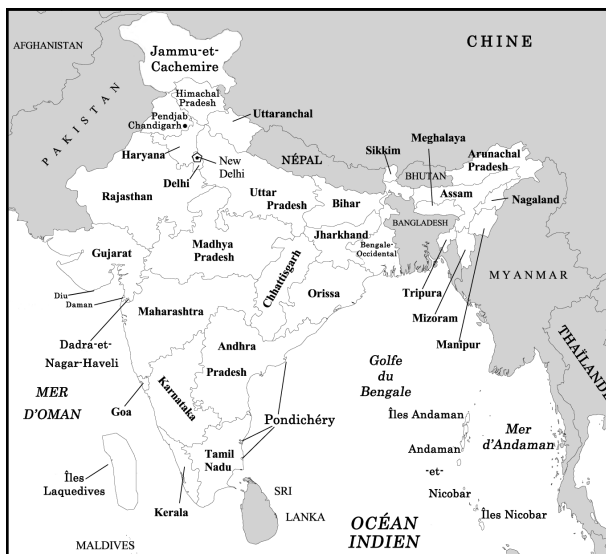 AFGHANISTAN
CHINE
Jammu-et-
Cachemire
PAKISTAN
Himachal
Pradesh
Pendjab
Chandigarh
Uttaranchal
Haryana
New
Delhi
Delhi
NÉPAL
Sikkim
Meghalaya
BHUTAN
Arunachal
Pradesh
Assam
Nagaland
Rajasthan
Uttar
Pradesh
Bihar
BANGLADESH
Jharkhand
Bengale-
Occidental
Gujarat
Madhya
Pradesh
Chhattisgarh
Orissa
Tripura
Mizoram
Manipur
MYANMAR
Diu
Daman
Maharashtra
Dadra-et-
Nagar-Haveli
Andhra
Pradesh
THAÏLANDE
Golfe
du
Bengale
MER
D'OMAN
Goa
Karnataka
Pondichéry
Îles Andaman
Mer
d'Andaman
Andaman
-et-
Nicobar
Tamil
Nadu
Îles
Laquedives
Kerala
SRI
LANKA
Îles Nicobar
OCÉAN
INDIEN
MALDIVES